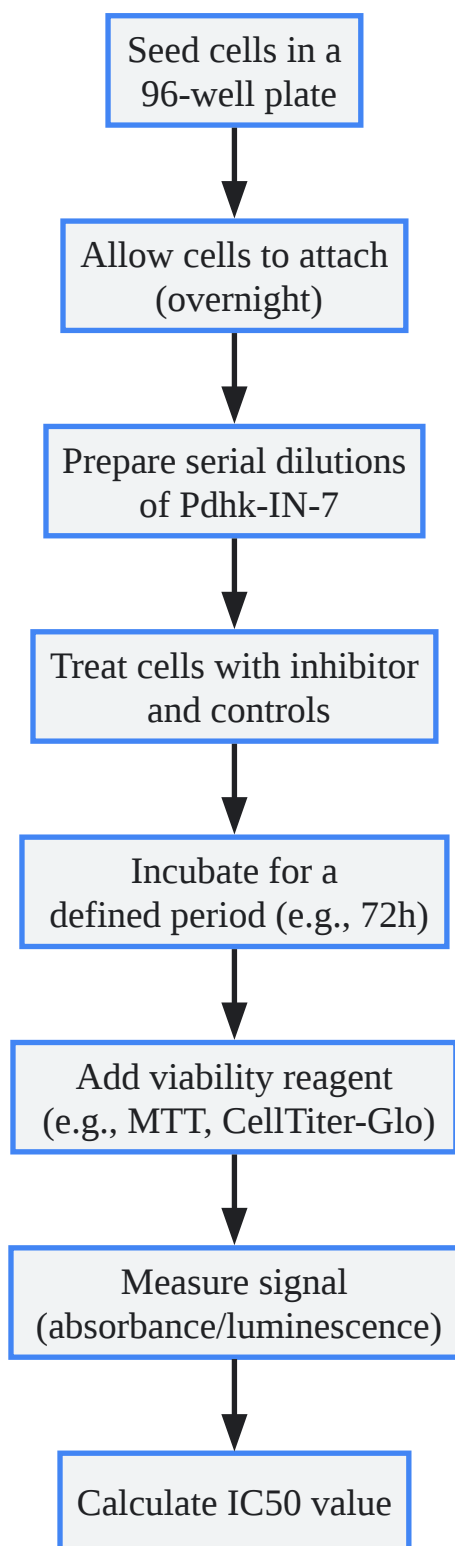 Seed cells in a
96-well plate
Allow cells to attach
(overnight)
Prepare serial dilutions
of Pdhk-IN-7
Treat cells with inhibitor
and controls
Incubate for a
defined period (e.g., 72h)
Add viability reagent
(e.g., MTT, CellTiter-Glo)
Measure signal
(absorbance/luminescence)
Calculate IC50 value